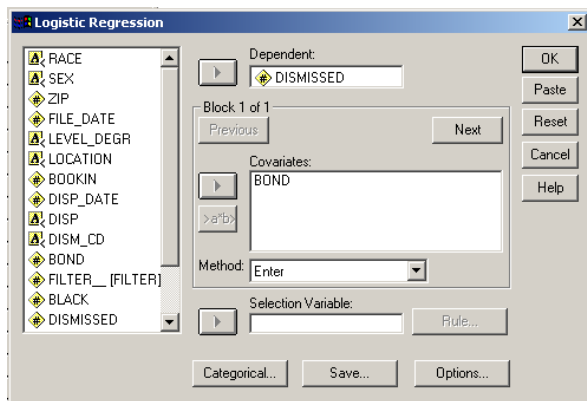 Logistic Regression
RACE
SEX
ZIP
FILE_DATE
LEVEL_DEGR
LOCATION
BOOKIN
DISP_DATE
DISP
DISM_CD
BOND
FILTER__ [FILTER]
BLACK
DISMISSED
Dependent:
DISMISSED
Block 1 of 1
Previous
Next
Covariates:
BOND
>a*b>
Method:
Enter
Selection Variable:
Rule...
Categorical...
Save...
Options...
OK
Paste
Reset
Cancel
Help